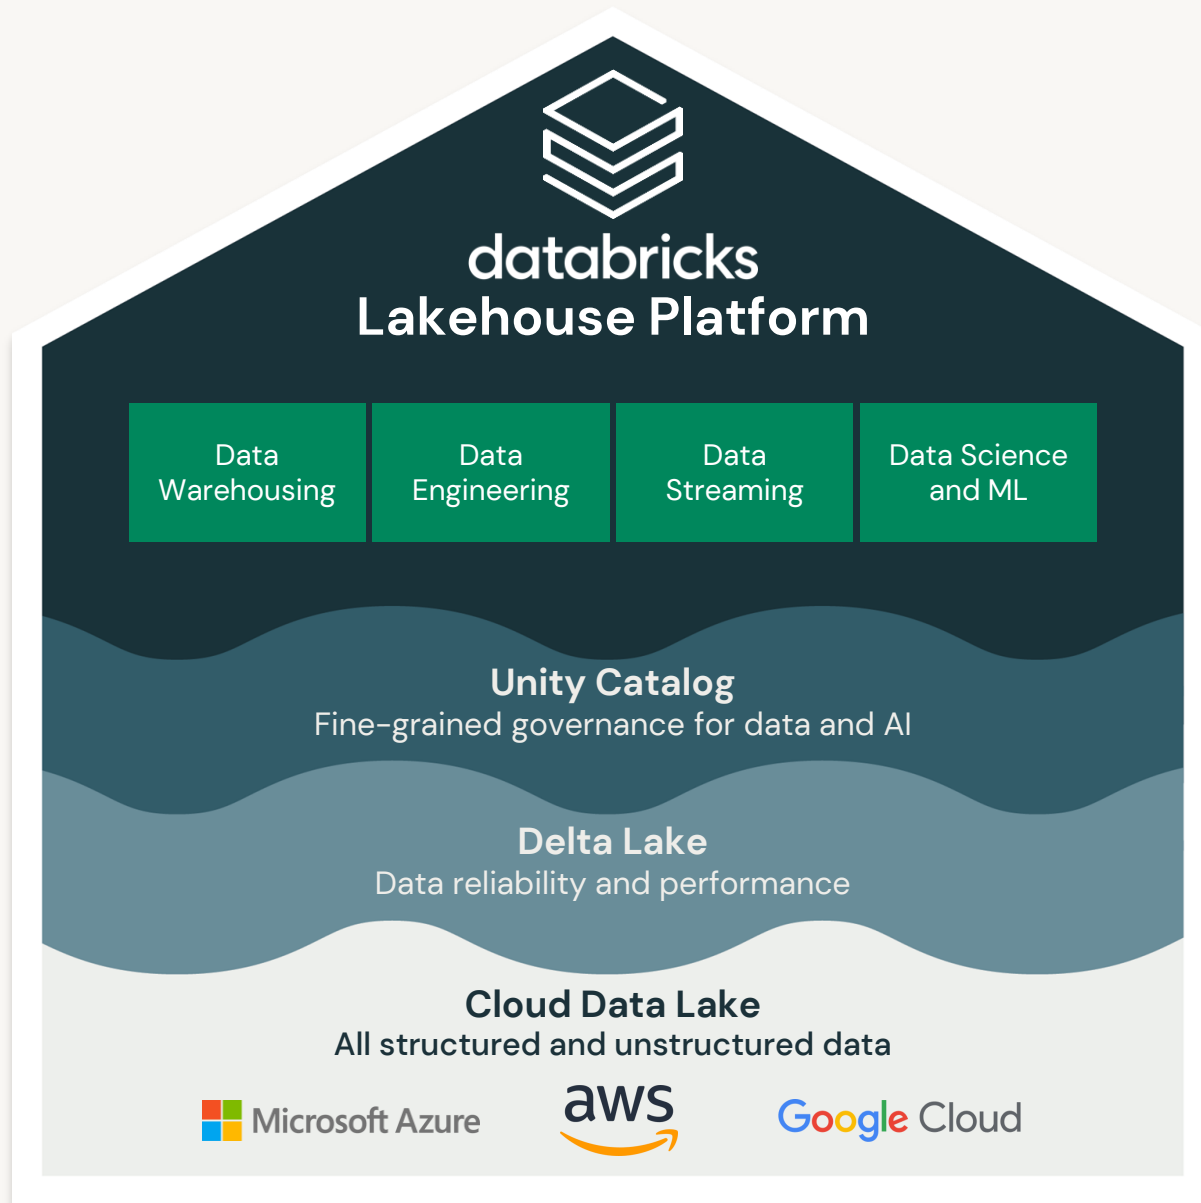 databricks
Lakehouse Platform
Data
Warehousing
Data
Engineering
Data
Streaming
Data Science
and ML
Unity Catalog
Fine-grained governance for data and AI
Delta Lake
Data reliability and performance
Cloud Data Lake
All structured and unstructured data
Microsoft Azure
aws
Google Cloud